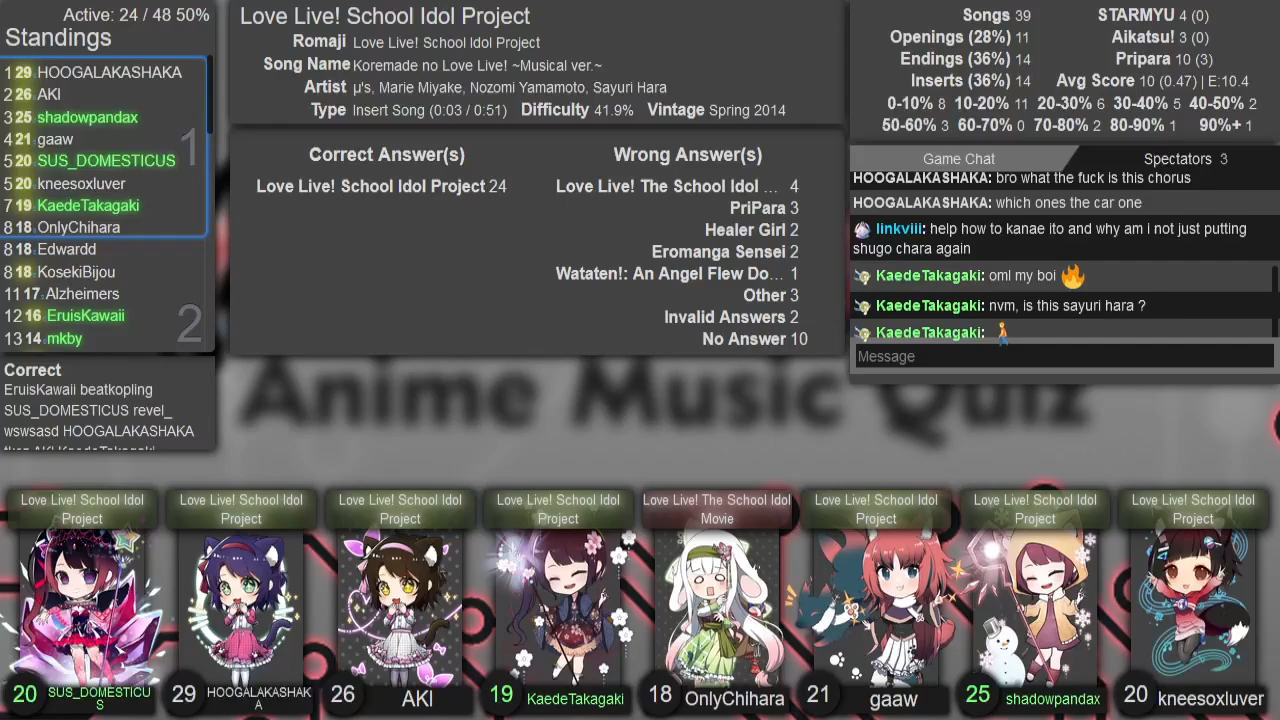 Active: 24 / 48 50%
Standings
1 29 HOOGALAKASHAKA
2 26 AKI
3 25 shadowpandax
4 21 gaaw
5 20 SUS_DOMESTICUS
5 20 kneesoxluver
7 19 KaedeTakagaki
8 18 OnlyChihara
1
8 18 Edwardd
8 18 KosekiBijou
11 17 Alzheimers
12 16 EruisKawaii
13 14 mkby
2
Correct
EruisKawaii beatkopling
SUS_DOMESTICUS revel_
wswsasd HOOGALAKASHAKA
AKI KaedeTakagaki
Love Live! School Idol Project
Romaji Love Live! School Idol Project
Song Name Koremade no Love Live! ~Musical ver.~
Artist μ's, Marie Miyake, Nozomi Yamamoto, Sayuri Hara
Type Insert Song (0:03 / 0:51) Difficulty 41.9% Vintage Spring 2014
Correct Answer(s)
Love Live! School Idol Project 24
Wrong Answer(s)
Love Live! The School Idol ... 4
PriPara 3
Healer Girl 2
Eromanga Sensei 2
Wataten!: An Angel Flew Do... 1
Other 3
Invalid Answers 2
No Answer 10
Songs 39 STARMYU 4 (0)
Openings (28%) 11 Aikatsu! 3 (0)
Endings (36%) 14 Pripara 10 (3)
Inserts (36%) 14 Avg Score 10 (0.47) | E:10.4
0-10% 8 10-20% 11 20-30% 6 30-40% 5 40-50% 2
50-60% 3 60-70% 0 70-80% 2 80-90% 1 90%+ 1
Game Chat Spectators 3
HOOGALAKASHAKA: bro what the fuck is this chorus
HOOGALAKASHAKA: which ones the car one
linkviii: help how to kanae ito and why am i not just putting
shugo chara again
KaedeTakagaki: oml my boi 🔥
KaedeTakagaki: nvm, is this sayuri hara ?
KaedeTakagaki:
Message
Anime Music Quiz
Love Live! School Idol
Project
20 SUS_DOMESTICU
S
Love Live! School Idol
Project
29 HOOGALAKASHAK
A
Love Live! School Idol
Project
26 AKI
Love Live! School Idol
Project
19 KaedeTakagaki
Love Live! The School Idol
Movie
18 OnlyChihara
Love Live! School Idol
Project
21 gaaw
Love Live! School Idol
Project
25 shadowpandax
Love Live! School Idol
Project
20 kneesoxluver